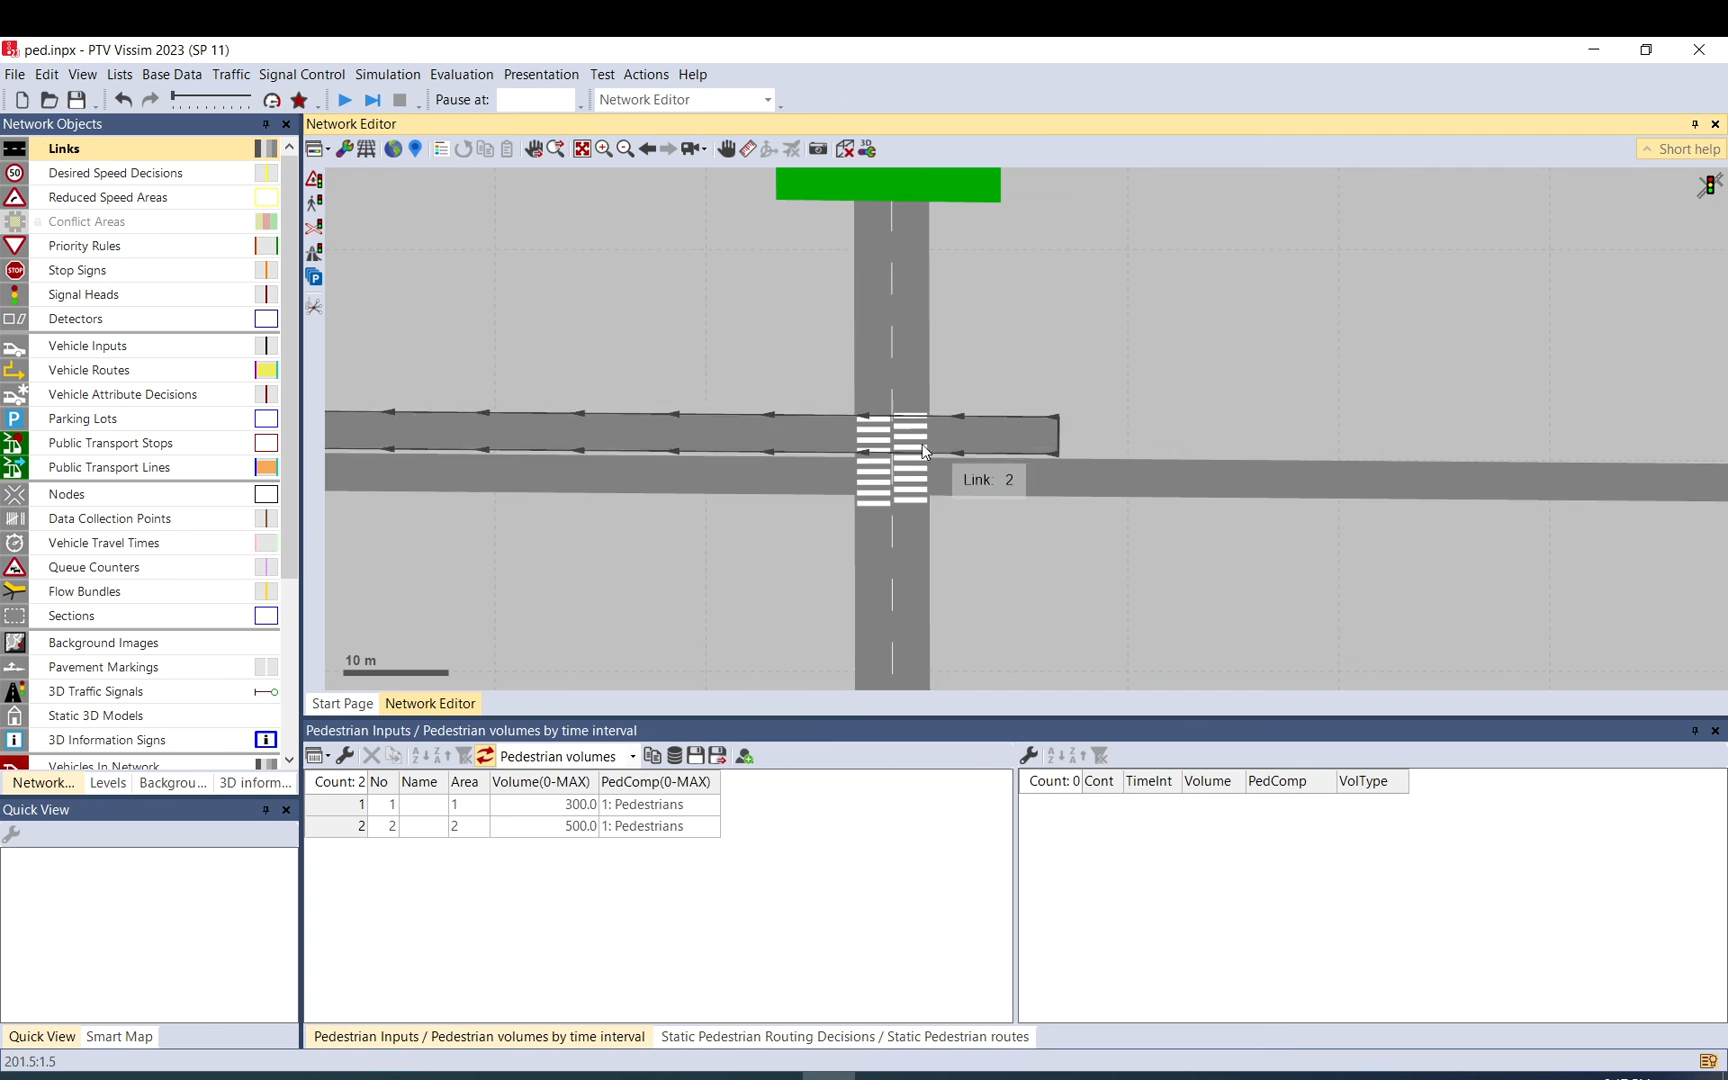 ped.inpx - PTV Vissim 2023 (SP 11)
File Edit View Lists Base Data Traffic Signal Control Simulation Evaluation Presentation Test Actions Help
Pause at: Network Editor
Network Objects
Network Editor
Links
Short help
50 Desired Speed Decisions
Reduced Speed Areas
Conflict Areas
Priority Rules
STOP Stop Signs
Signal Heads
Detectors
Vehicle Inputs
Vehicle Routes
Vehicle Attribute Decisions
P Parking Lots
Public Transport Stops
Public Transport Lines
Nodes
Data Collection Points
Vehicle Travel Times
Queue Counters
Flow Bundles
Sections
Background Images
Pavement Markings
3D Traffic Signals
Static 3D Models
3D Information Signs
Vehicles In Network
3D
P
Link: 2
10 m
Start Page Network Editor
Network... Levels Backgrou... 3D inform...
Quick View
Pedestrian Inputs / Pedestrian volumes by time interval
Pedestrian volumes
Count: 2 No Name Area Volume(0-MAX) PedComp(0-MAX)
1 1 1 300.0 1: Pedestrians
2 2 2 500.0 1: Pedestrians
Count: 0 Cont TimeInt Volume PedComp VolType
Quick View Smart Map
Pedestrian Inputs / Pedestrian volumes by time interval Static Pedestrian Routing Decisions / Static Pedestrian routes
201.5:1.5